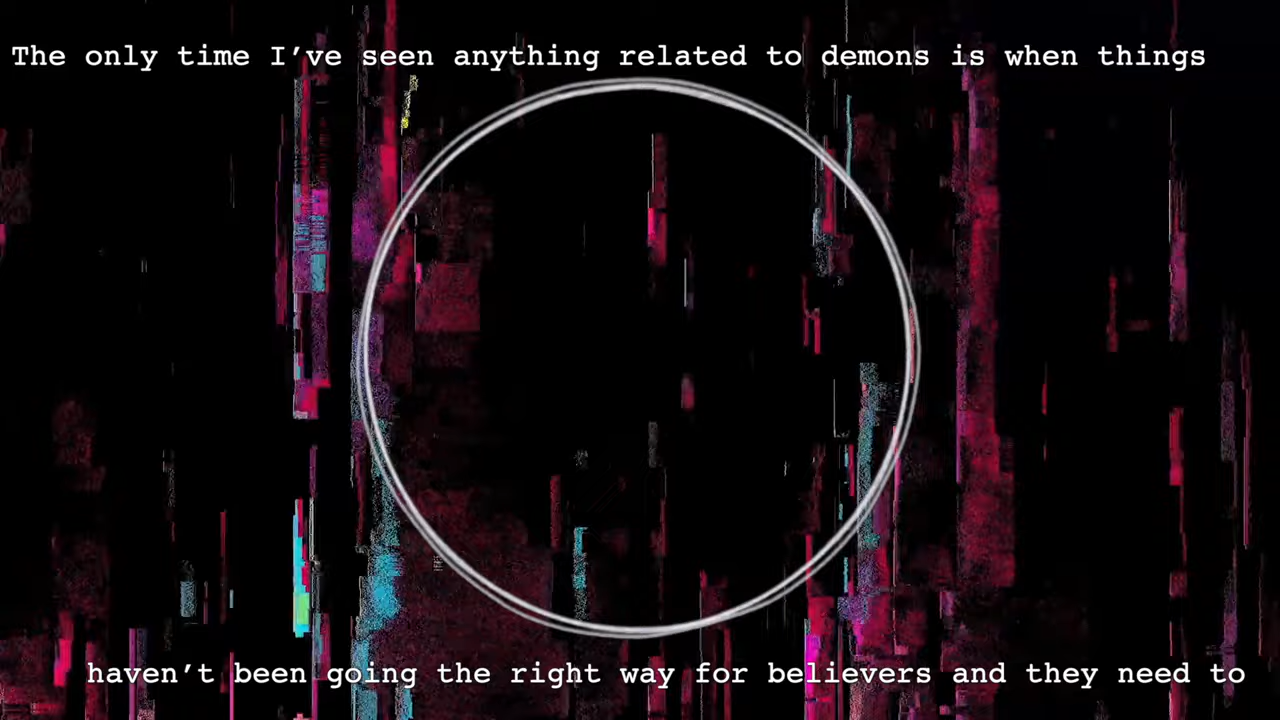 The only time I’ve seen anything related to demons is when things
haven’t been going the right way for believers and they need to